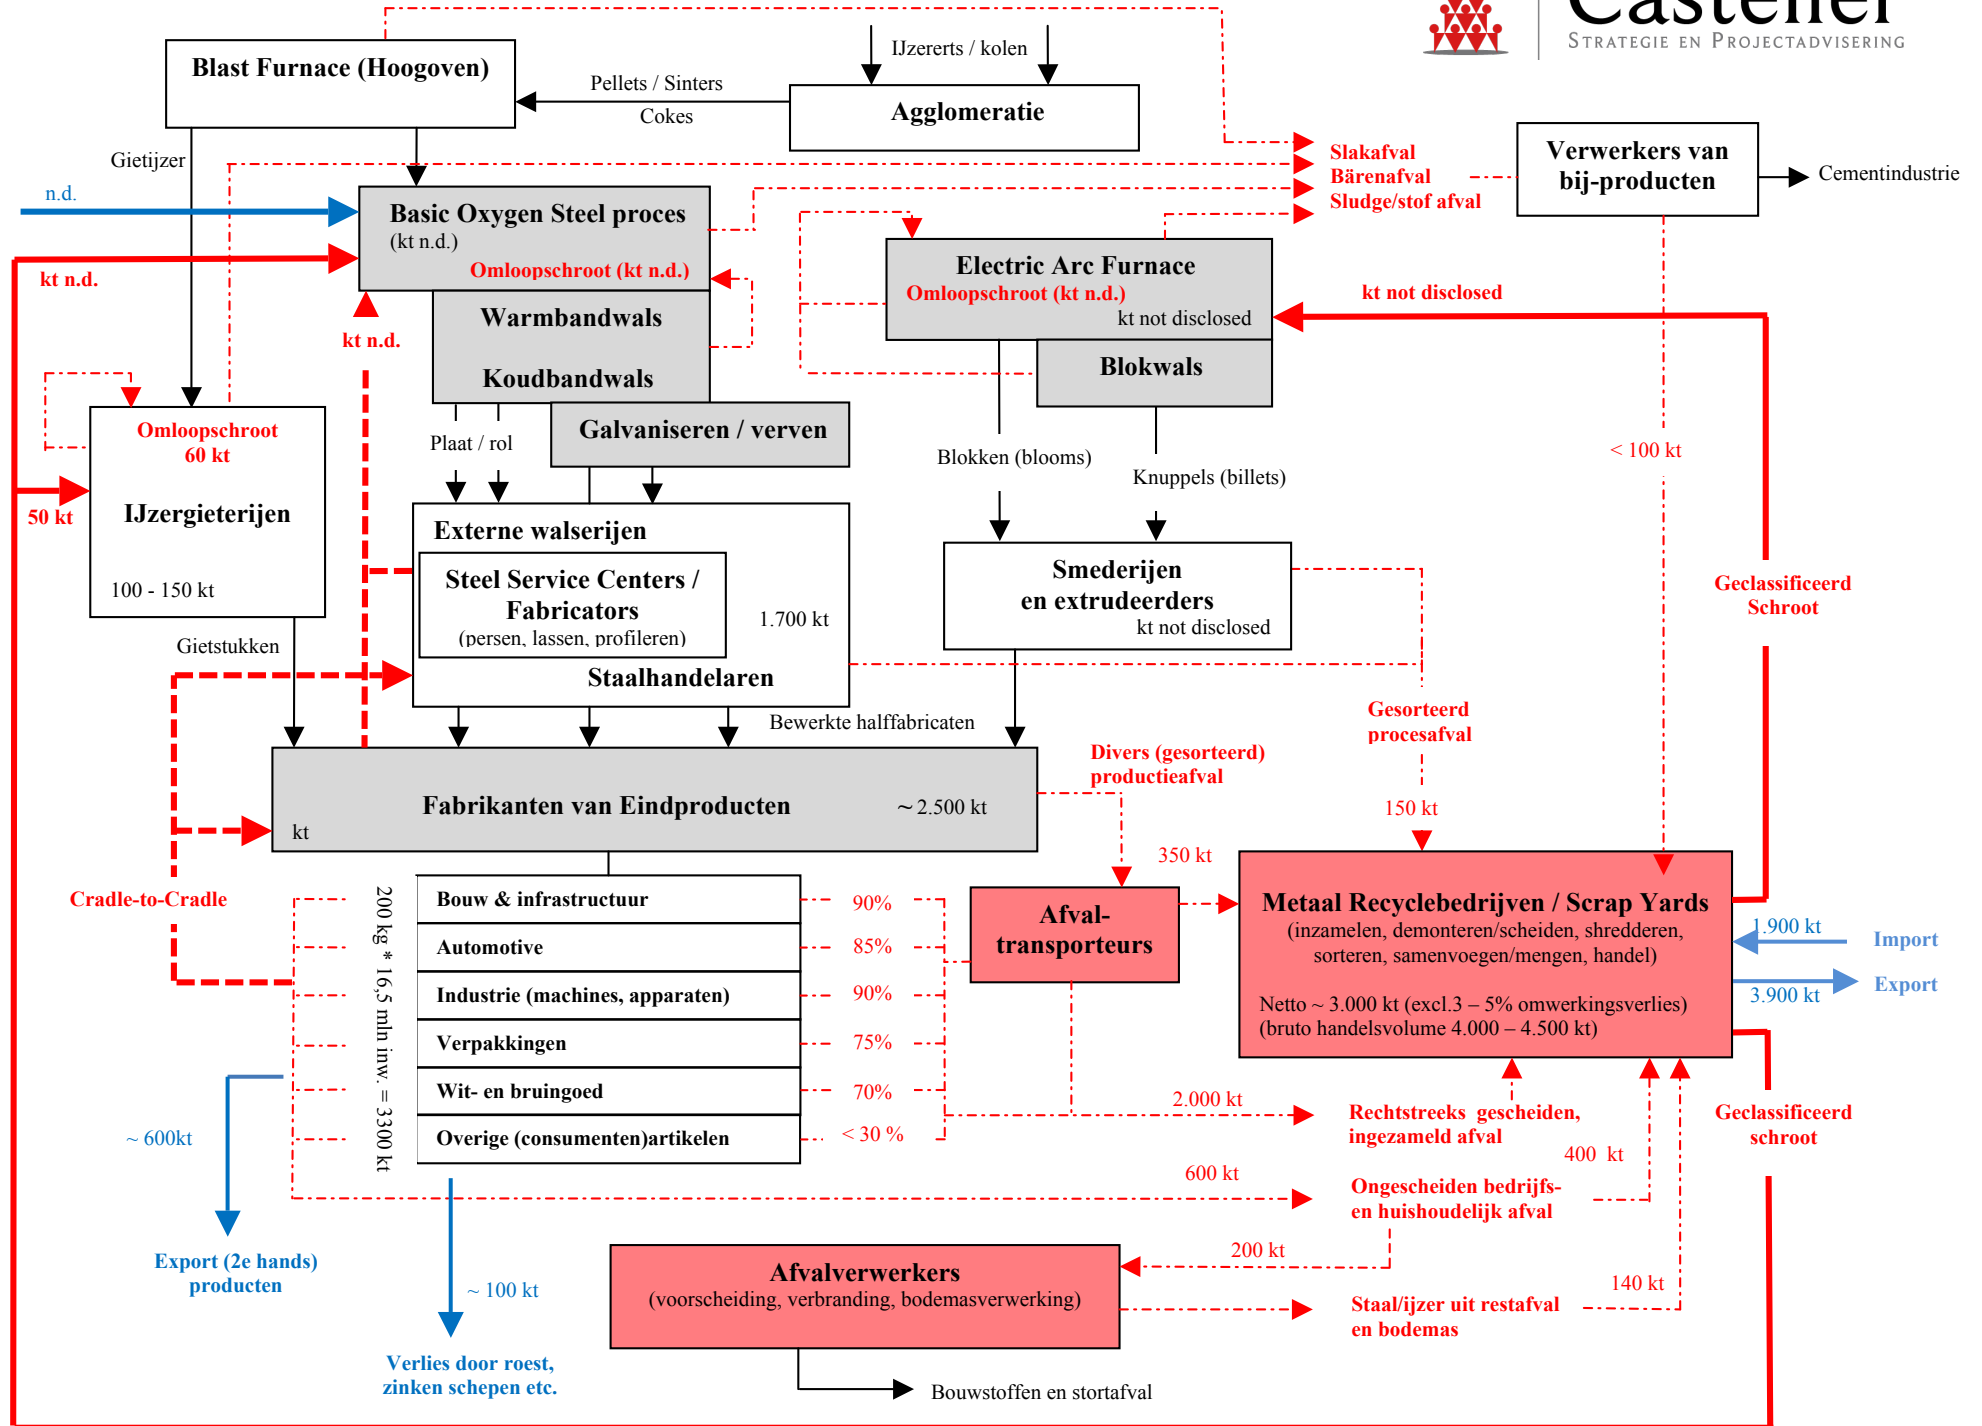 Casteller
STRATEGIE EN PROJECTADVISERING
Blast Furnace (Hoogoven)
IJzererts / kolen
Pellets / Sinters
Cokes
Agglomeratie
Gietijzer
Slakafval
Bärenafval
Sludge/stof afval
Verwerkers van
bij-producten
Cementindustrie
n.d.
Basic Oxygen Steel proces
(kt n.d.)
Omloopschroot (kt n.d.)
kt n.d.
Electric Arc Furnace
Omloopschroot (kt n.d.)
kt not disclosed
kt not disclosed
Warmbandwals
kt n.d.
Koudbandwals
Blokwals
Omloopschroot
60 kt
Galvaniseren / verven
Plaat / rol
Blokken (blooms)
Knuppels (billets)
< 100 kt
50 kt
IJzergieterijen
100 - 150 kt
Externe walserijen
Steel Service Centers /
Fabricators
(persen, lassen, profileren)
1.700 kt
Staalhandelaren
Smederijen
en extrudeerders
kt not disclosed
Geclassificeerd
Schroot
Gietstukken
Bewerkte halffabricaten
Gesorteerd
procesafval
Divers (gesorteerd)
productieafval
150 kt
Fabrikanten van Eindproducten
~ 2.500 kt
kt
350 kt
Cradle-to-Cradle
200 kg * 16,5 mln inw. = 3300 kt
Bouw & infrastructuur
90%
Automotive
85%
Industrie (machines, apparaten)
90%
Verpakkingen
75%
Wit- en bruingoed
70%
Overige (consumenten)artikelen
< 30 %
Afval-
transporteurs
Metaal Recyclebedrijven / Scrap Yards
(inzamelen, demonteren/scheiden, shredderen,
sorteren, samenvoegen/mengen, handel)
Netto ~ 3.000 kt (excl.3 – 5% omwerkingsverlies)
(bruto handelsvolume 4.000 – 4.500 kt)
1.900 kt
Import
3.900 kt
Export
2.000 kt
Rechtstreeks gescheiden,
ingezameld afval
Geclassificeerd
schroot
~ 600kt
400 kt
600 kt
Ongescheiden bedrijfs-
en huishoudelijk afval
Export (2e hands)
producten
~ 100 kt
200 kt
Afvalverwerkers
(voorscheiding, verbranding, bodemasverwerking)
140 kt
Staal/ijzer uit restafval
en bodemas
Verlies door roest,
zinken schepen etc.
Bouwstoffen en stortafval